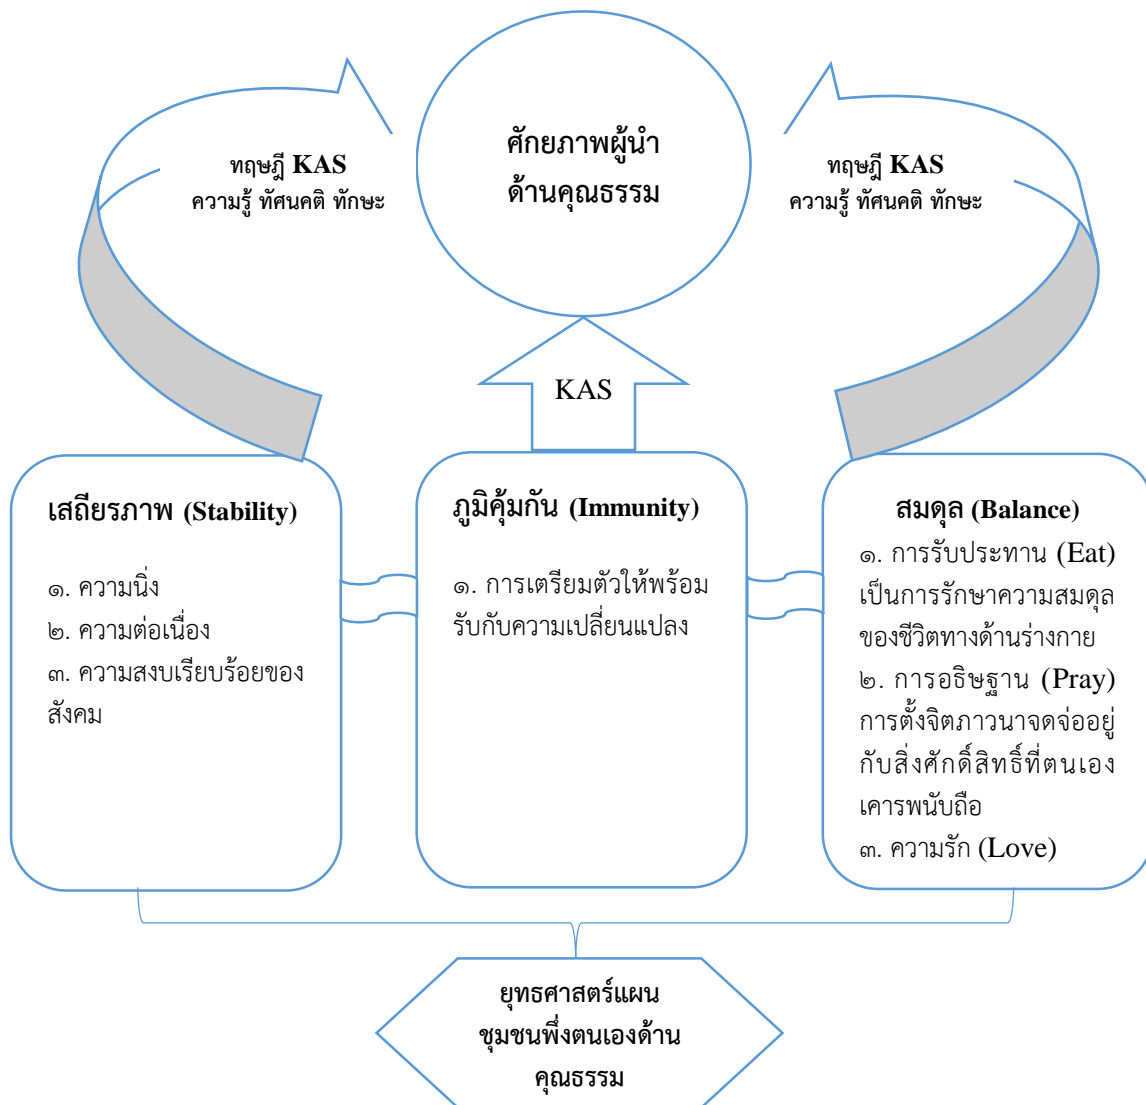 ศักยภาพผู้นำ
ด้านคุณธรรม
ทฤษฎี KAS
ความรู้ ทัศนคติ ทักษะ
ทฤษฎี KAS
ความรู้ ทัศนคติ ทักษะ
KAS
เสถียรภาพ (Stability)
๑. ความนิ่ง
๒. ความต่อเนื่อง
๓. ความสงบเรียบร้อยของ
สังคม
ภูมิคุ้มกัน (Immunity)
๑. การเตรียมตัวให้พร้อม
รับกับความเปลี่ยนแปลง
สมดุล (Balance)
๑. การรับประทาน (Eat)
เป็นการรักษาความสมดุล
ของชีวิตทางด้านร่างกาย
๒. การอธิษฐาน (Pray)
การตั้งจิตภาวนาจดจ่ออยู่
กับสิ่งศักดิ์สิทธิ์ที่ตนเอง
เคารพนับถือ
๓. ความรัก (Love)
ยุทธศาสตร์แผน
ชุมชนพึ่งตนเองด้าน
คุณธรรม